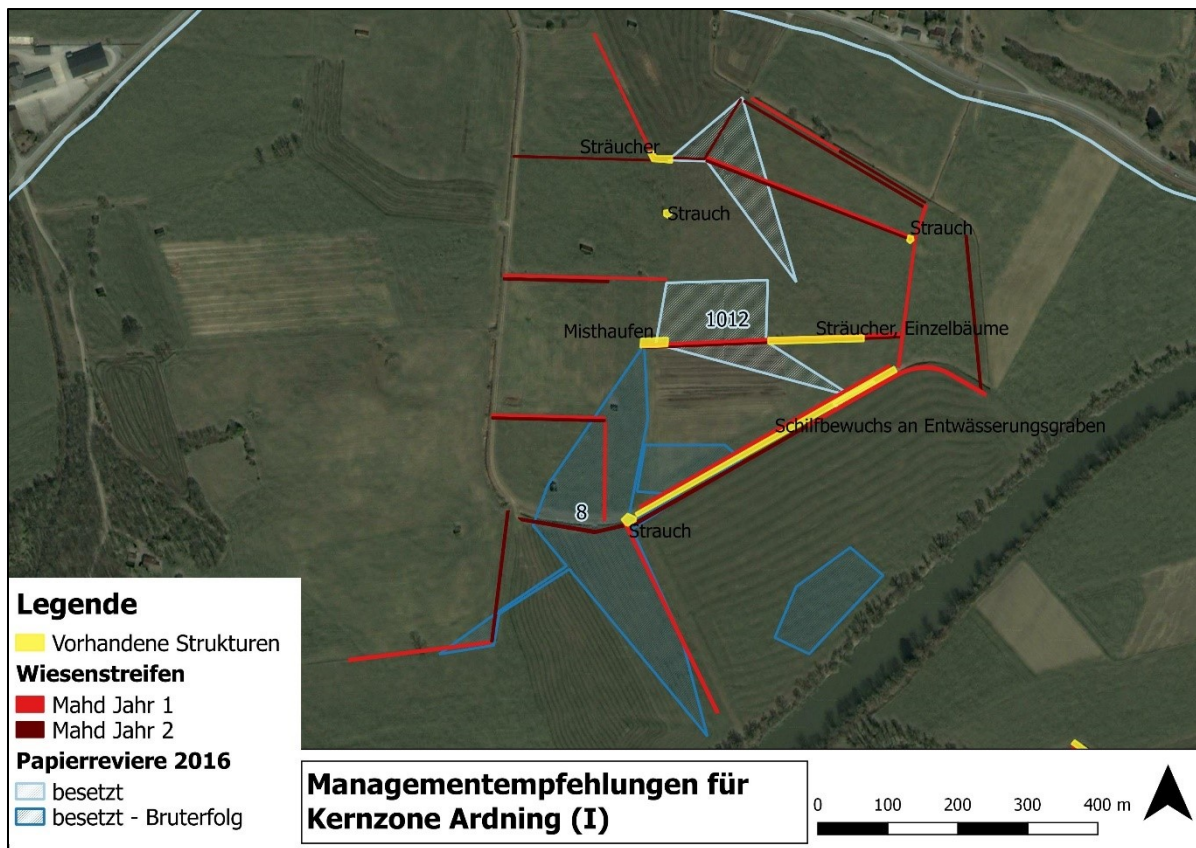 Sträucher
Strauch
Strauch
Misthaufen
1012
Sträucher, Einzelbäume
Schilfbewuchs an Entwässerungsgraben
8
Strauch
Legende
Vorhandene Strukturen
Wiesenstreifen
Mahd Jahr 1
Mahd Jahr 2
Papierreviere 2016
besetzt
besetzt - Bruterfolg
Managementempfehlungen für
Kernzone Ardning (I)
0 100 200 300 400 m